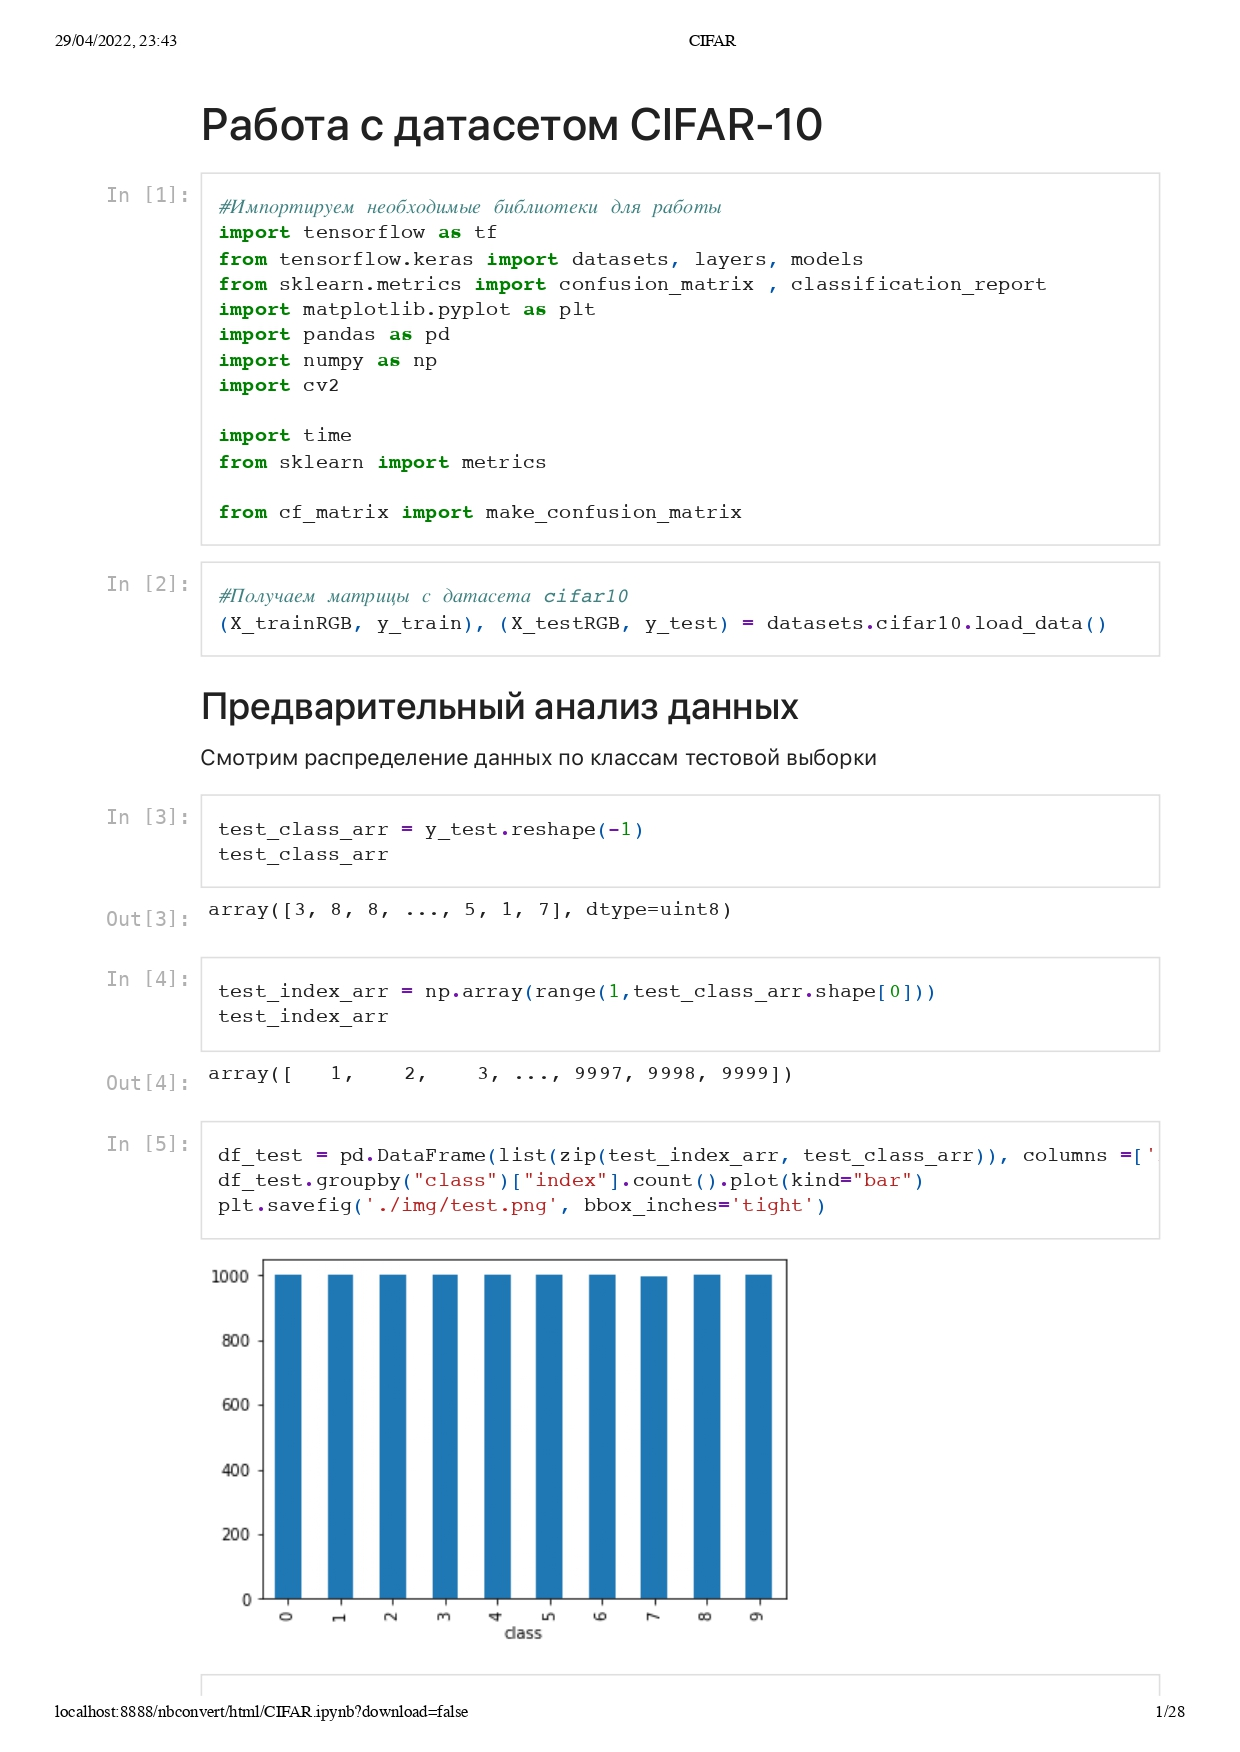 29/04/2022, 23:43
CIFAR
Работа с датасетом CIFAR-10
In [1]:
#Импортируем необходимые библиотеки для работы
import tensorflow as tf
from tensorflow.keras import datasets, layers, models
from sklearn.metrics import confusion_matrix , classification_report
import matplotlib.pyplot as plt
import pandas as pd
import numpy as np
import cv2
import time
from sklearn import metrics
from cf_matrix import make_confusion_matrix
In [2]:
#Получаем матрицы с датасета cifar10
(X_trainRGB, y_train), (X_testRGB, y_test) = datasets.cifar10.load_data()
Предварительный анализ данных
Смотрим распределение данных по классам тестовой выборки
In [3]:
test_class_arr = y_test.reshape(-1)
test_class_arr
Out[3]:
array([3, 8, 8, ..., 5, 1, 7], dtype=uint8)
In [4]:
test_index_arr = np.array(range(1,test_class_arr.shape[0]))
test_index_arr
Out[4]:
array([   1,    2,    3, ..., 9997, 9998, 9999])
In [5]:
df_test = pd.DataFrame(list(zip(test_index_arr, test_class_arr)), columns =['
df_test.groupby("class")["index"].count().plot(kind="bar")
plt.savefig('./img/test.png', bbox_inches='tight')
1000
800
600
400
200
0
0 1 2 3 4 5 6 7 8 9
class
localhost:8888/nbconvert/html/CIFAR.ipynb?download=false
1/28